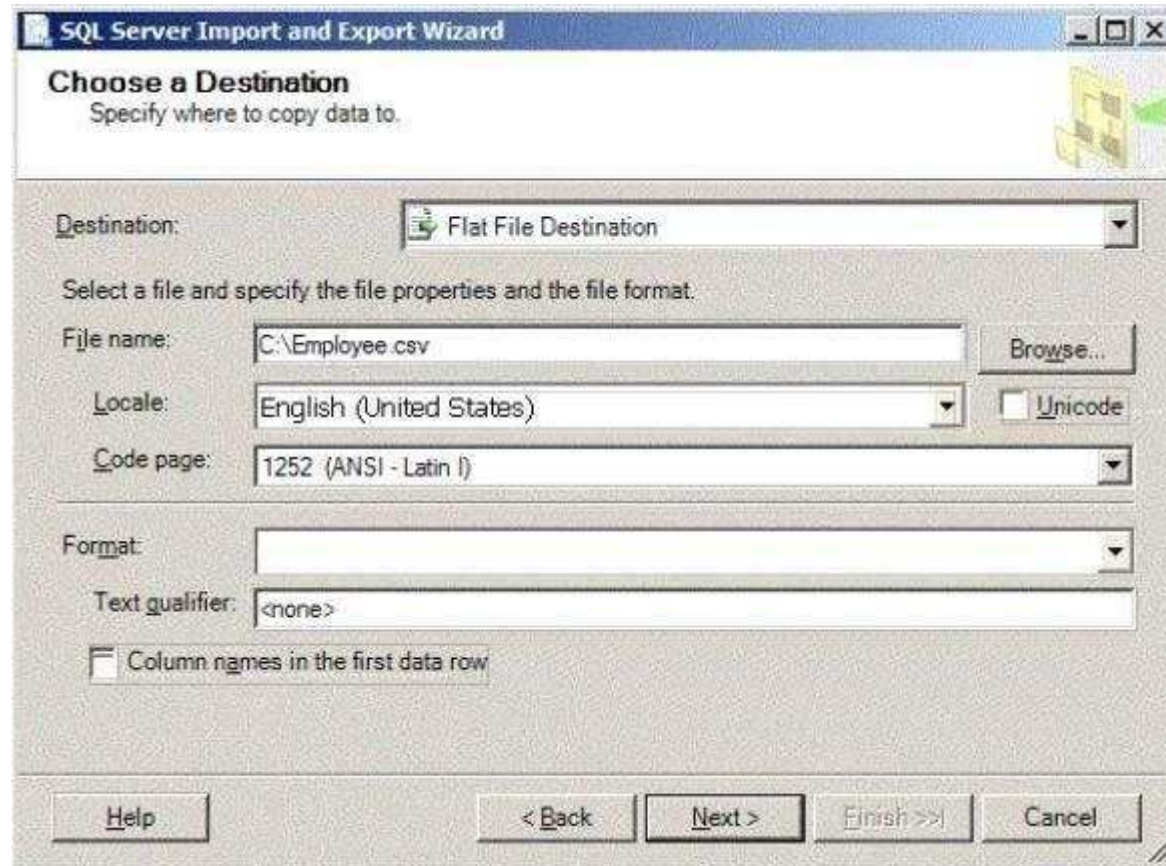 SQL Server Import and Export Wizard
Choose a Destination
Specify where to copy data to.
Destination: Flat File Destination
Select a file and specify the file properties and the file format.
File name: C:\Employee.csv Browse...
Locale: English (United States) Unicode
Code page: 1252 (ANSI - Latin I)
Format:
Text qualifier: <none>
Column names in the first data row
Help < Back Next > Finish >>| Cancel